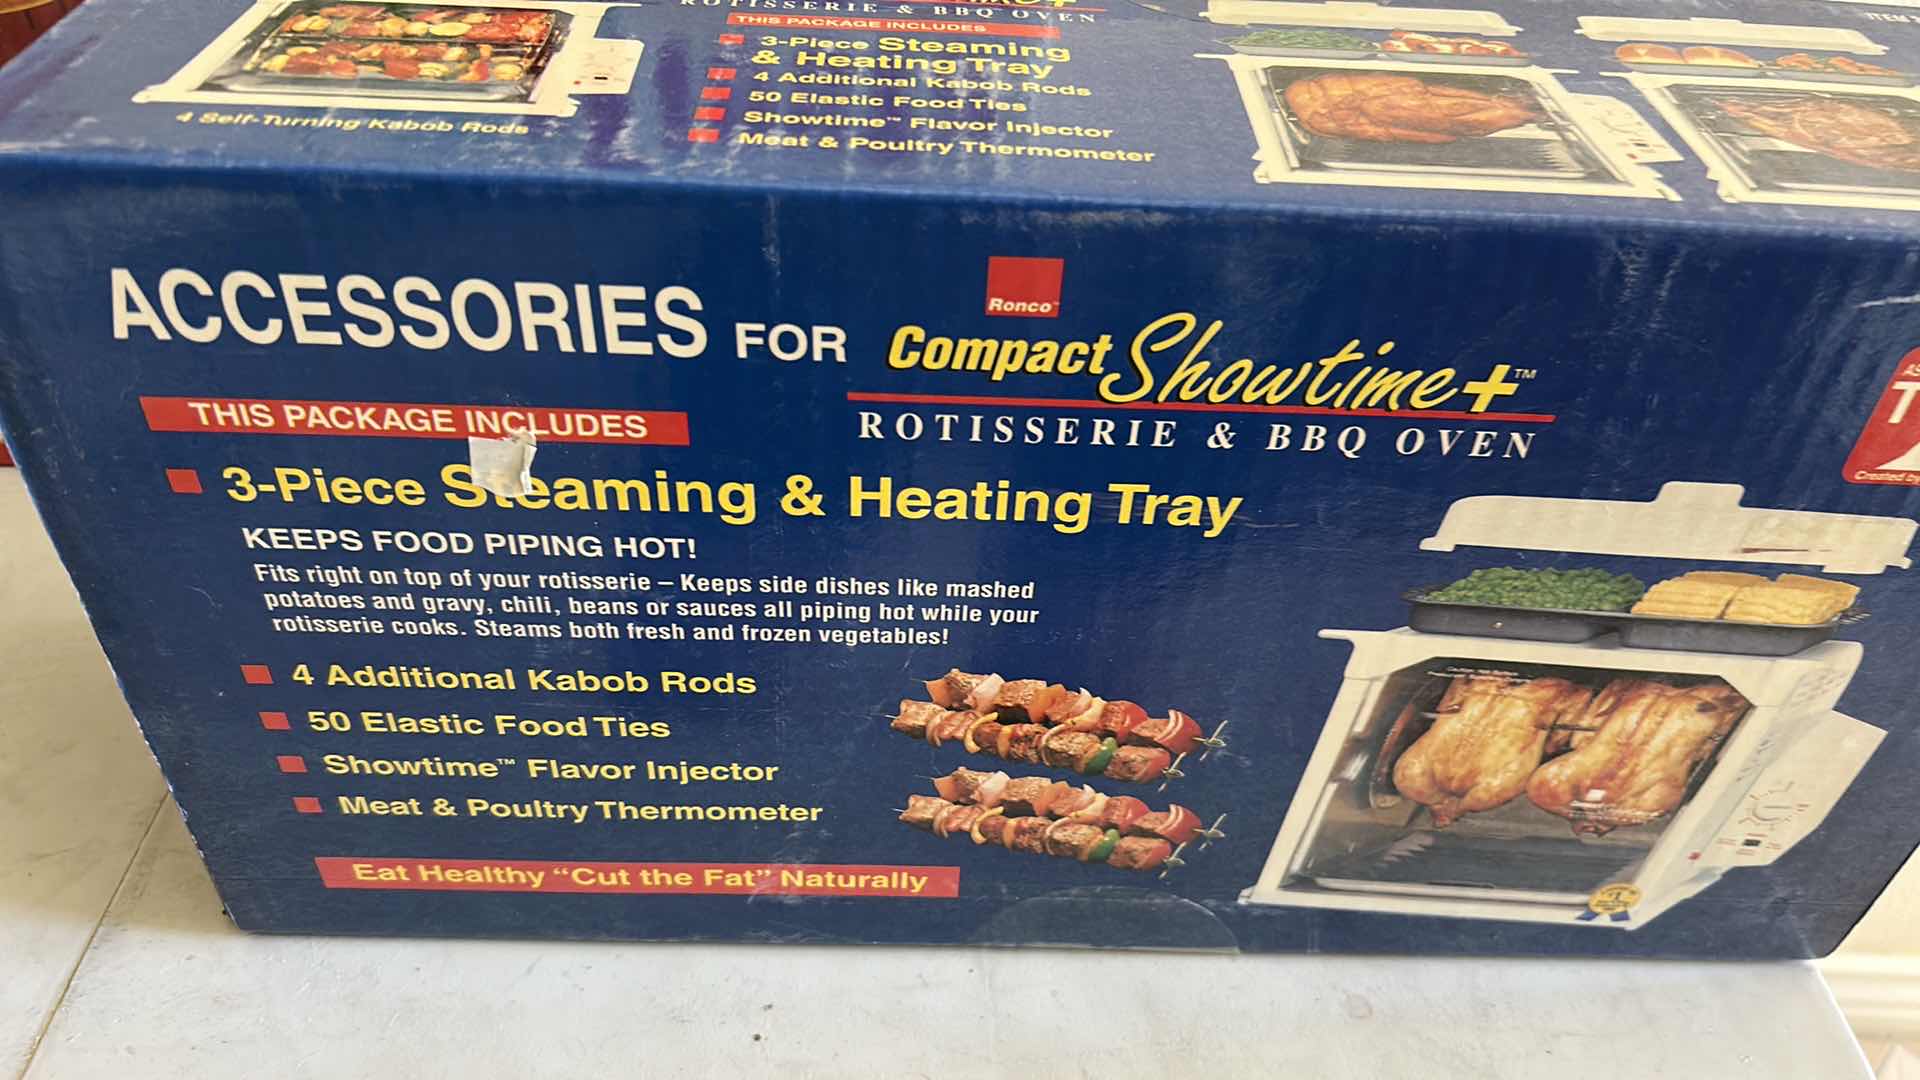 ROTISSERIE & BBQ OVEN
THIS PACKAGE INCLUDES
3-Piece Steaming
& Heating Tray
4 Additional Kabob Rods
50 Elastic Food Ties
Showtime™ Flavor Injector
Meat & Poultry Thermometer
4 Self-Turning Kabob Rods
ITEM
ACCESSORIES FOR
Ronco™
Compact Showtime+™
ROTISSERIE & BBQ OVEN
THIS PACKAGE INCLUDES
3-Piece Steaming & Heating Tray
KEEPS FOOD PIPING HOT!
Fits right on top of your rotisserie – Keeps side dishes like mashed
potatoes and gravy, chili, beans or sauces all piping hot while your
rotisserie cooks. Steams both fresh and frozen vegetables!
4 Additional Kabob Rods
50 Elastic Food Ties
Showtime™ Flavor Injector
Meat & Poultry Thermometer
Eat Healthy “Cut the Fat” Naturally
AS
T
Created by